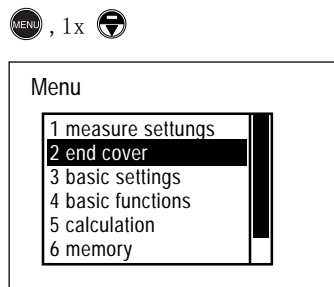 MENU , 1x
Menu
1 measure settungs
2 end cover
3 basic settings
4 basic functions
5 calculation
6 memory